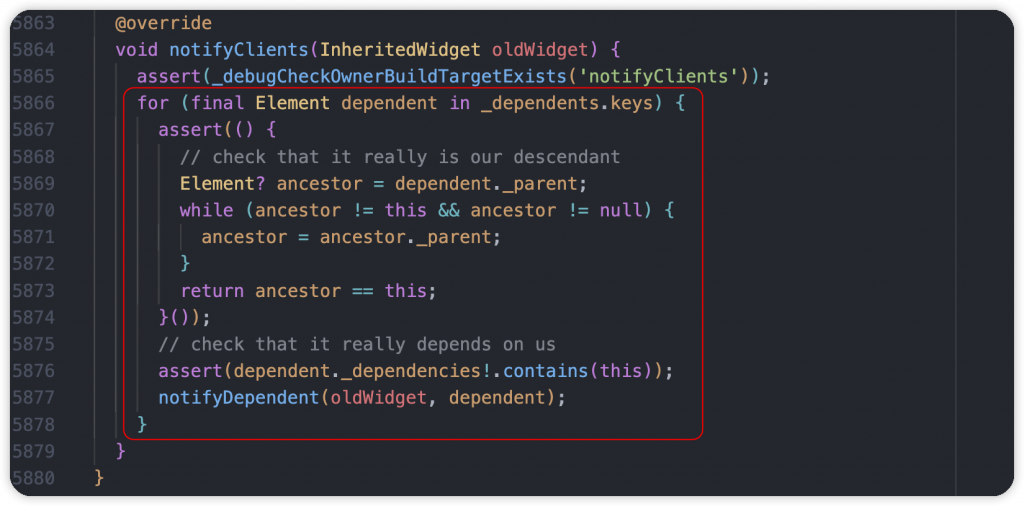 5863 @override
5864 void notifyClients(InheritedWidget oldWidget) {
5865 assert(_debugCheckOwnerBuildTargetExists('notifyClients'));
5866 for (final Element dependent in _dependents.keys) {
5867 assert(() {
5868 // check that it really is our descendant
5869 Element? ancestor = dependent._parent;
5870 while (ancestor != this && ancestor != null) {
5871 ancestor = ancestor._parent;
5872 }
5873 return ancestor == this;
5874 }());
5875 // check that it really depends on us
5876 assert(dependent._dependencies!.contains(this));
5877 notifyDependent(oldWidget, dependent);
5878 }
5879 }
5880 }